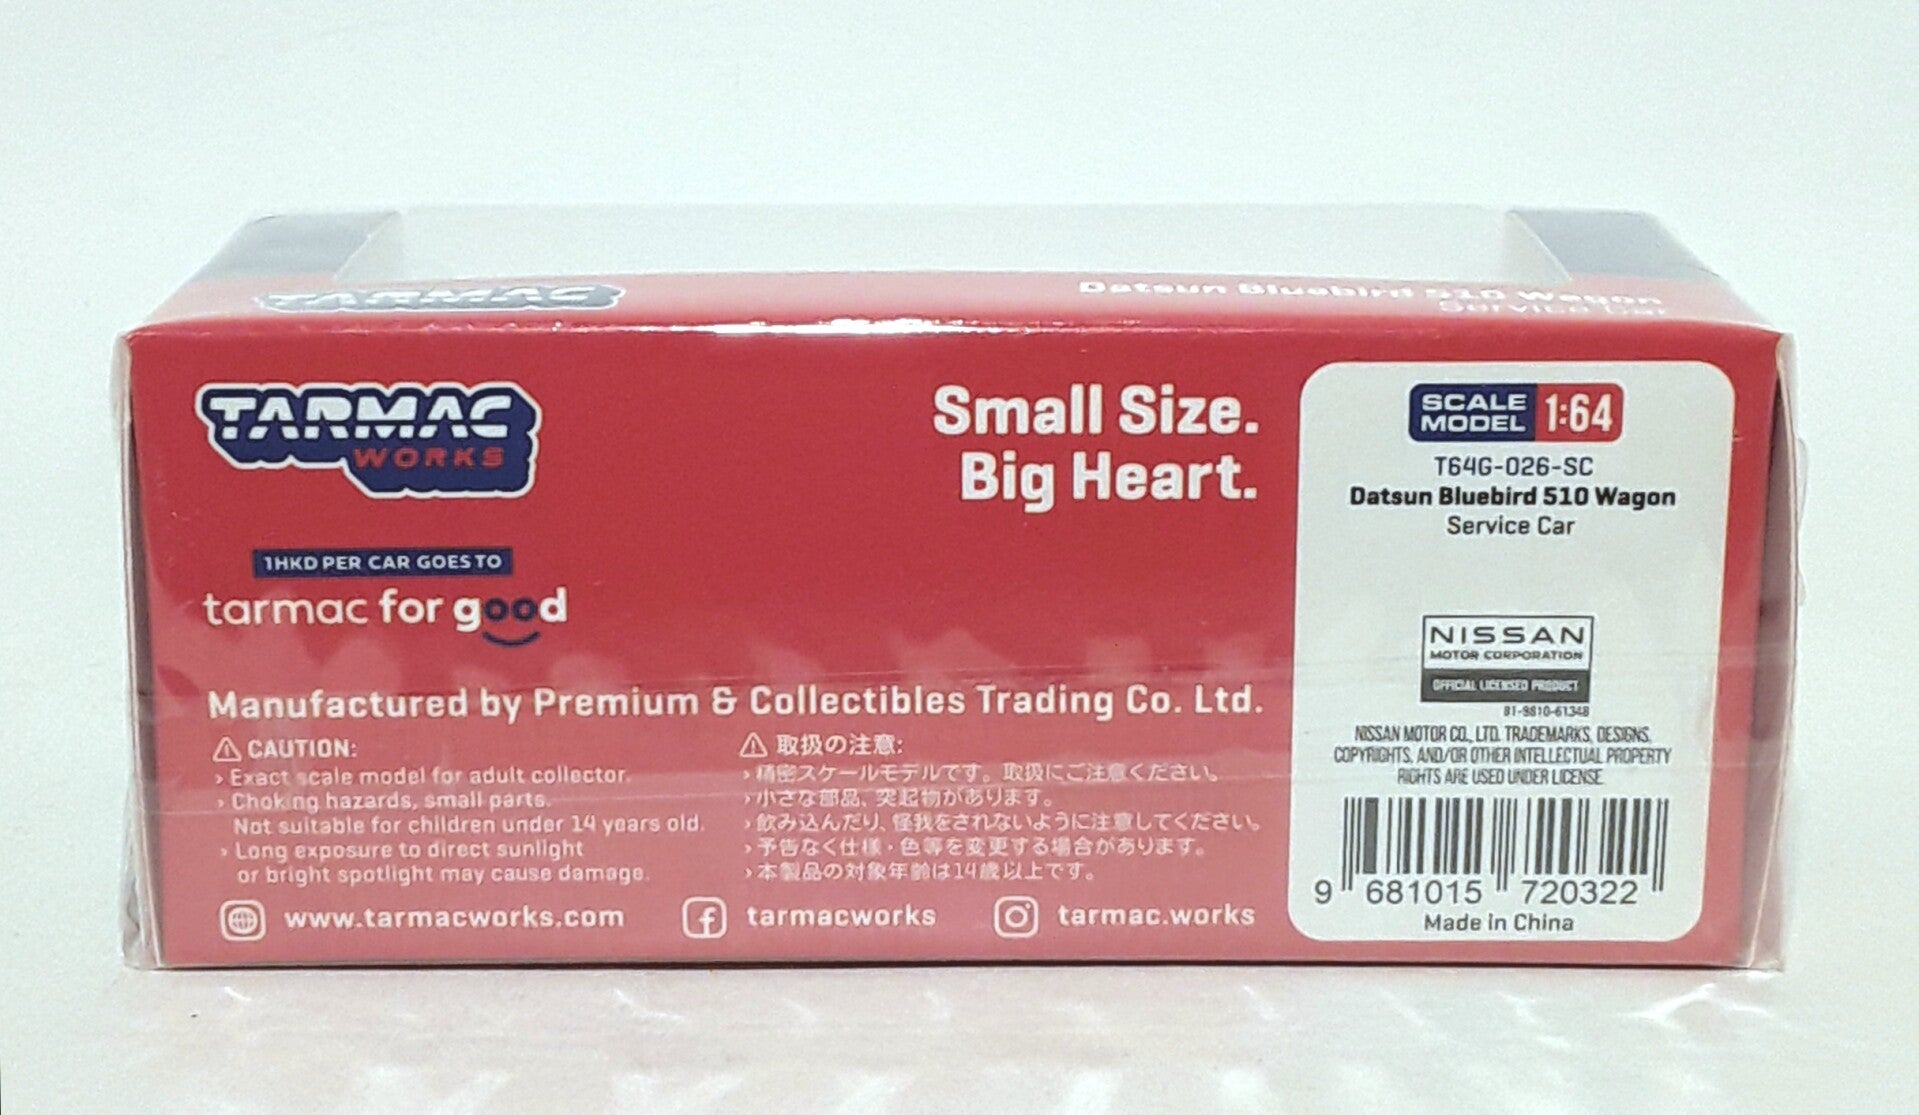 TARMAC
Datsun Bluebird 510 Wagon
Service Car
TARMAC
WORKS
Small Size.
Big Heart.
1HKD PER CAR GOES TO
tarmac for good
Manufactured by Premium & Collectibles Trading Co. Ltd.
CAUTION:
› Exact scale model for adult collector.
› Choking hazards, small parts.
Not suitable for children under 14 years old.
› Long exposure to direct sunlight
or bright spotlight may cause damage.
取扱の注意:
›精密スケールモデルです。取扱にご注意ください。
›小さな部品、突起物があります。
›飲み込んだり、怪我をされないように注意してください。
›予告なく仕様・色等を変更する場合があります。
›本製品の対象年齢は14歳以上です。
www.tarmacworks.com
tarmacworks
tarmac.works
SCALE
MODEL
1:64
T64G-026-SC
Datsun Bluebird 510 Wagon
Service Car
NISSAN
MOTOR CORPORATION
OFFICIAL LICENSED PRODUCT
81-9810-61348
NISSAN MOTOR CO., LTD. TRADEMARKS, DESIGNS,
COPYRIGHTS, AND/OR OTHER INTELLECTUAL PROPERTY
RIGHTS ARE USED UNDER LICENSE.
9 681015 720322
Made in China